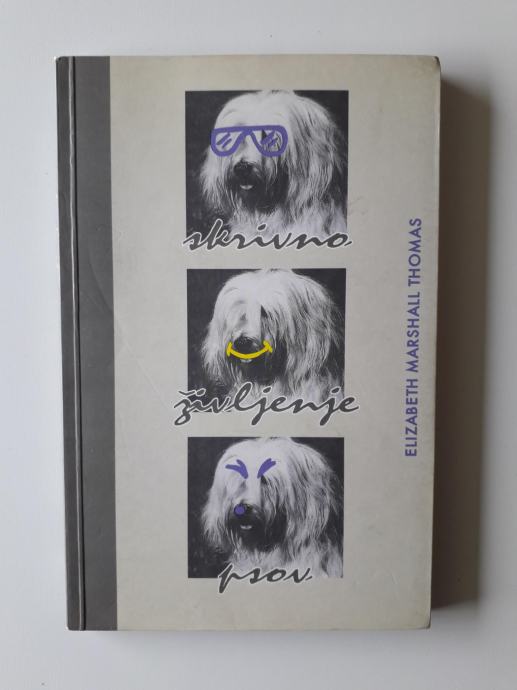 skrivno
življenje
psov
ELIZABETH MARSHALL THOMAS